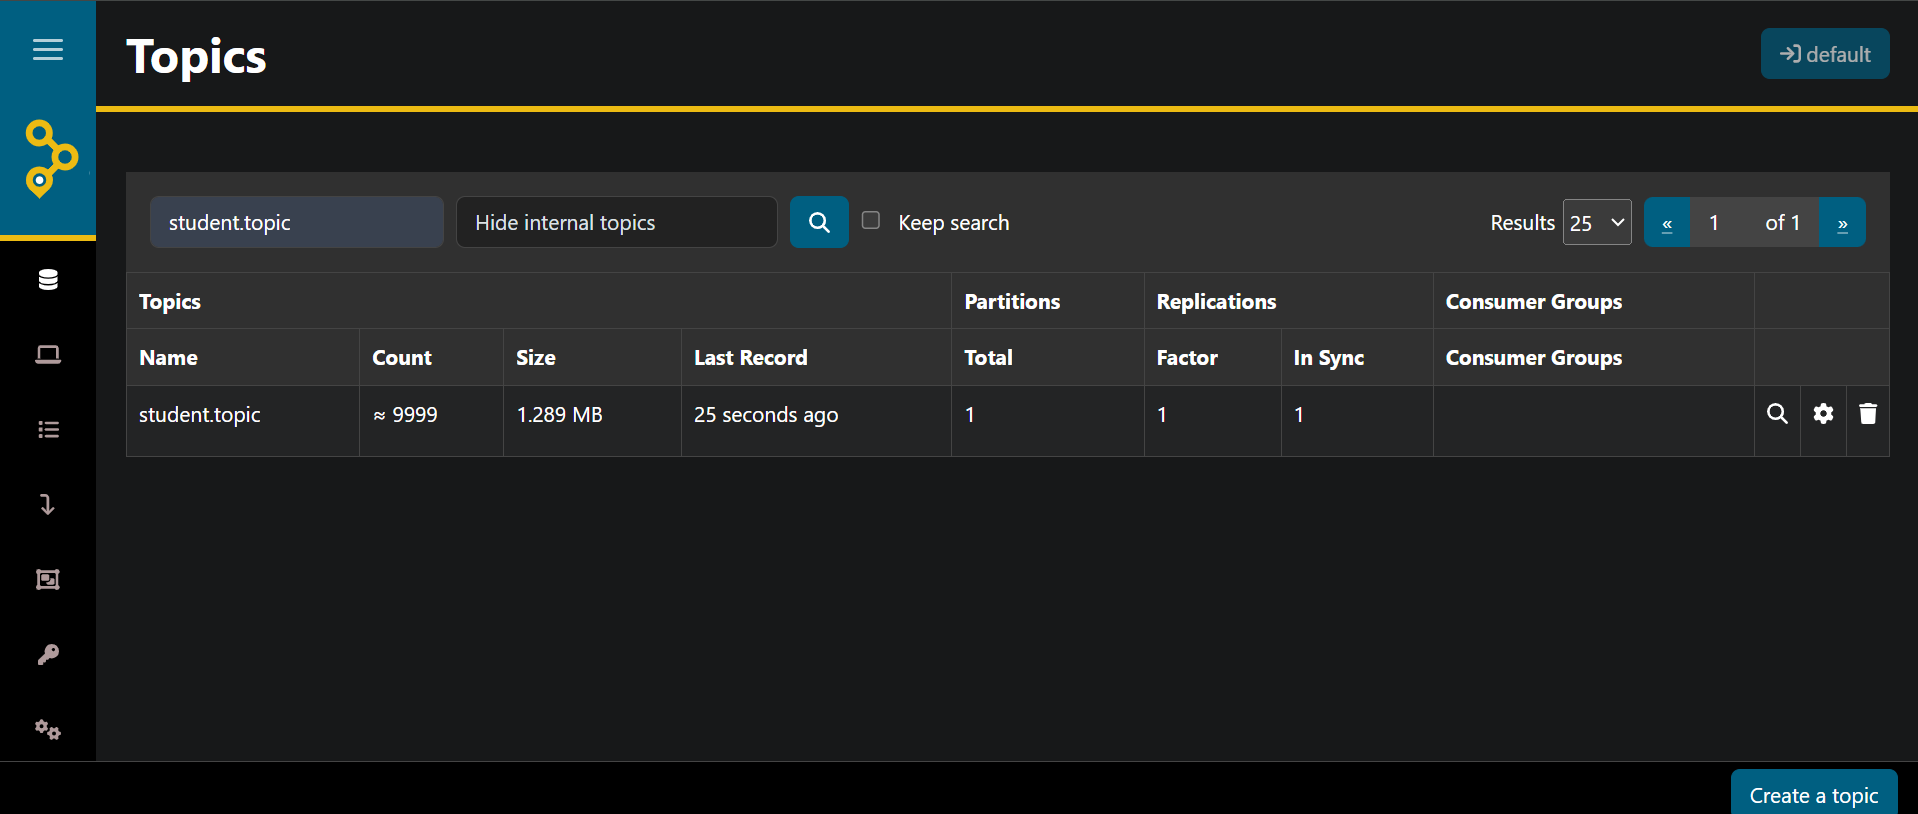 Topics
default
student.topic
Hide internal topics
Keep search
Results 25 « 1 of 1 »
Topics Partitions Replications Consumer Groups
Name Count Size Last Record Total Factor In Sync Consumer Groups
student.topic ≈ 9999 1.289 MB 25 seconds ago 1 1 1
Create a topic